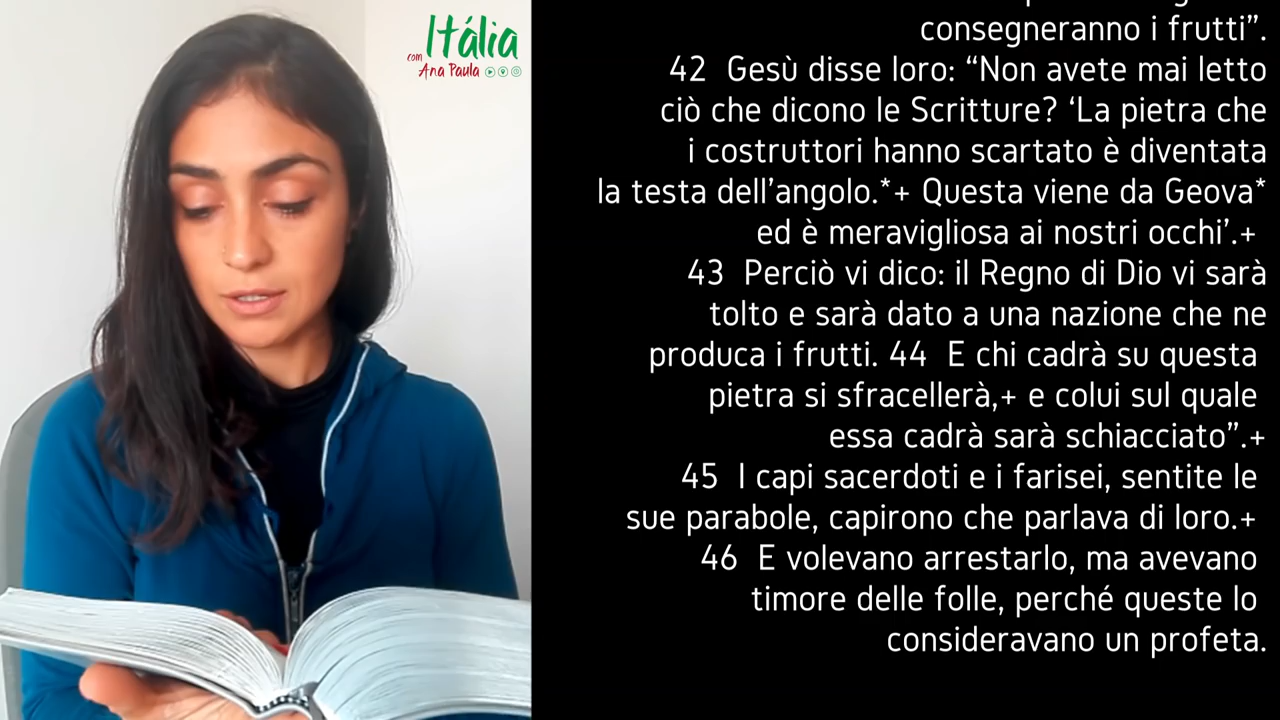 Itália
com
Ana Paula
consegneranno i frutti”.
42 Gesù disse loro: “Non avete mai letto
ciò che dicono le Scritture? ‘La pietra che
i costruttori hanno scartato è diventata
la testa dell’angolo.*+ Questa viene da Geova*
ed è meravigliosa ai nostri occhi’.+
43 Perciò vi dico: il Regno di Dio vi sarà
tolto e sarà dato a una nazione che ne
produca i frutti. 44 E chi cadrà su questa
pietra si sfracellerà,+ e colui sul quale
essa cadrà sarà schiacciato”.+
45 I capi sacerdoti e i farisei, sentite le
sue parabole, capirono che parlava di loro.+
46 E volevano arrestarlo, ma avevano
timore delle folle, perché queste lo
consideravano un profeta.